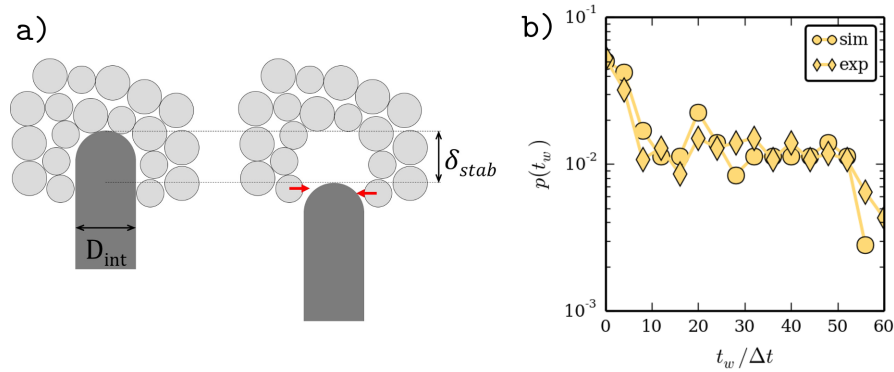 a)
δ_stab
D_int
b)
p(t_w)
10^-1
10^-2
10^-3
sim
exp
0 10 20 30 40 50 60
t_w/Δt